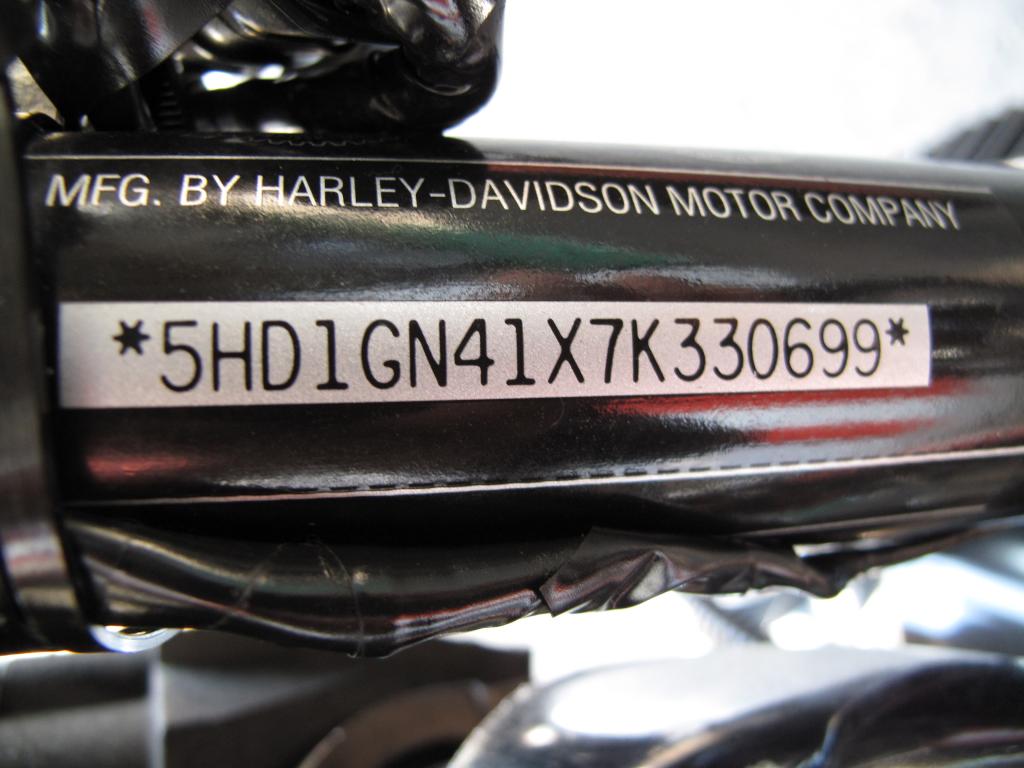 MFG. BY HARLEY-DAVIDSON MOTOR COMPANY
*5HD1GN41X7K330699*